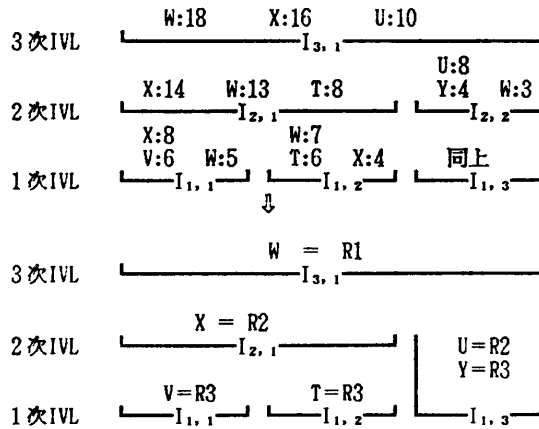 W:18 X:16 U:10
3次IVL I3,1
U:8
X:14 W:13 T:8 Y:4 W:3
2次IVL I2,1 I2,2
X:8 W:7
V:6 W:5 T:6 X:4 同上
1次IVL I1,1 I1,2 I1,3
⇩
W = R1
3次IVL I3,1
X = R2
2次IVL I2,1 U=R2
Y=R3
V=R3 T=R3
1次IVL I1,1 I1,2 I1,3